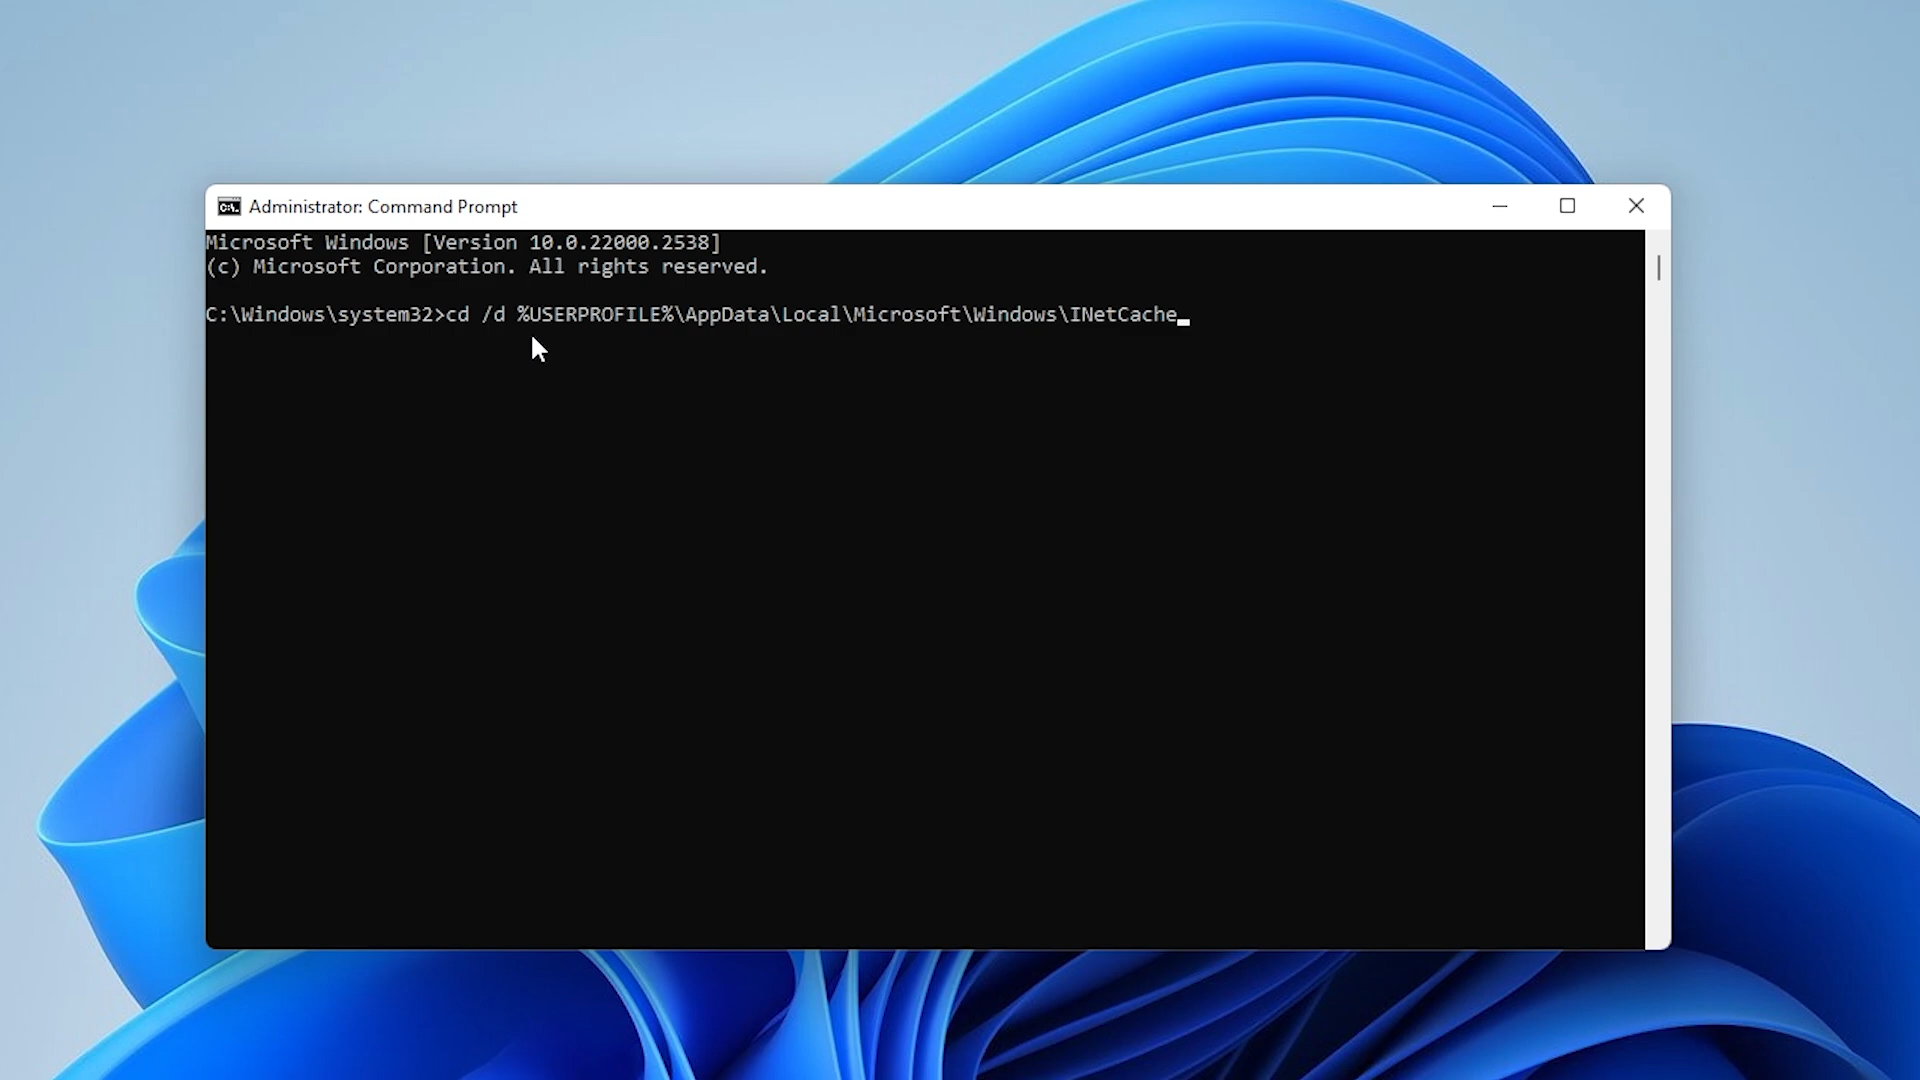 Administrator: Command Prompt
Microsoft Windows [Version 10.0.22000.2538]
(c) Microsoft Corporation. All rights reserved.
C:\Windows\system32>cd /d %USERPROFILE%\AppData\Local\Microsoft\Windows\INetCache